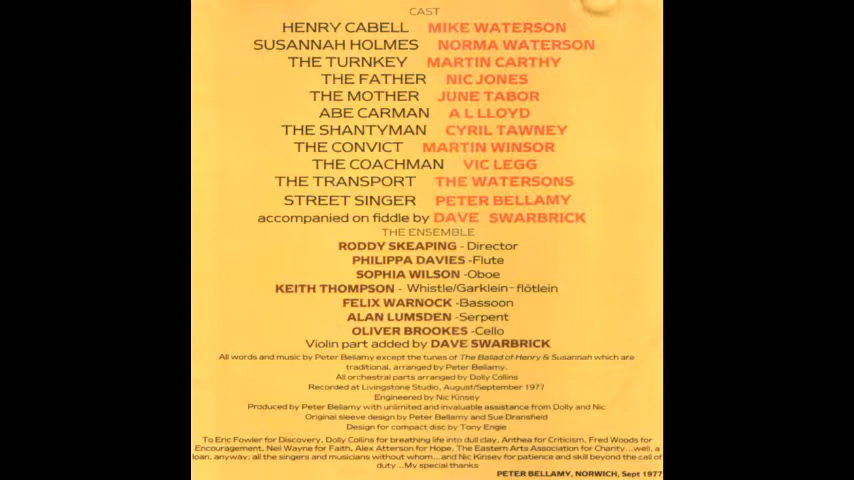 CAST
HENRY CABELL MIKE WATERSON
SUSANNAH HOLMES NORMA WATERSON
THE TURNKEY MARTIN CARTHY
THE FATHER NIC JONES
THE MOTHER JUNE TABOR
ABE CARMAN A L LLOYD
THE SHANTYMAN CYRIL TAWNEY
THE CONVICT MARTIN WINSOR
THE COACHMAN VIC LEGG
THE TRANSPORT THE WATERSONS
STREET SINGER PETER BELLAMY
accompanied on fiddle by DAVE SWARBRICK
THE ENSEMBLE
RODDY SKEAPING - Director
PHILIPPA DAVIES -Flute
SOPHIA WILSON -Oboe
KEITH THOMPSON - Whistle/Garklein-flötlein
FELIX WARNOCK -Bassoon
ALAN LUMSDEN -Serpent
OLIVER BROOKES -Cello
Violin part added by DAVE SWARBRICK
All words and music by Peter Bellamy except the tunes of The Ballad of Henry & Susannah which are
traditional, arranged by Peter Bellamy.
All orchestral parts arranged by Dolly Collins
Recorded at Livingstone Studio, August/September 1977
Engineered by Nic Kinsey
Produced by Peter Bellamy with unlimited and invaluable assistance from Dolly and Nic
Original sleeve design by Peter Bellamy and Sue Dransfield
Design for compact disc by Tony Engle
To Eric Fowler for Discovery, Dolly Collins for breathing life into dull clay, Anthea for Criticism, Fred Woods for
Encouragement, Neil Wayne for Faith, Alex Atterson for Hope, The Eastern Arts Association for Charity...well, a
loan, anyway; all the singers and musicians without whom...and Nic Kinsey for patience and skill beyond the call of
duty...My special thanks
PETER BELLAMY, NORWICH, Sept 1977